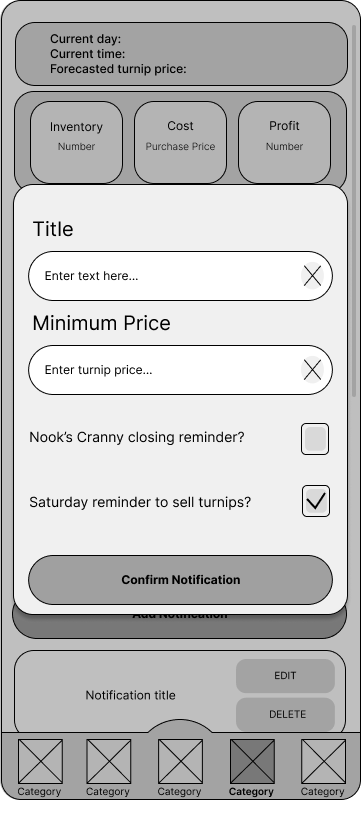 Current day:
Current time:
Forecasted turnip price:
Inventory
Number
Cost
Purchase Price
Profit
Number
Title
Enter text here...
Minimum Price
Enter turnip price...
Nook's Cranny closing reminder?
Saturday reminder to sell turnips?
Confirm Notification
Add Notification
Notification title
EDIT
DELETE
Category
Category
Category
Category
Category